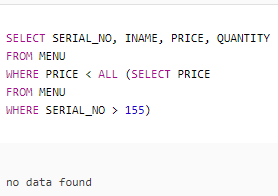 SELECT SERIAL_NO, INAME, PRICE, QUANTITY
FROM MENU
WHERE PRICE < ALL (SELECT PRICE
FROM MENU
WHERE SERIAL_NO > 155)
no data found